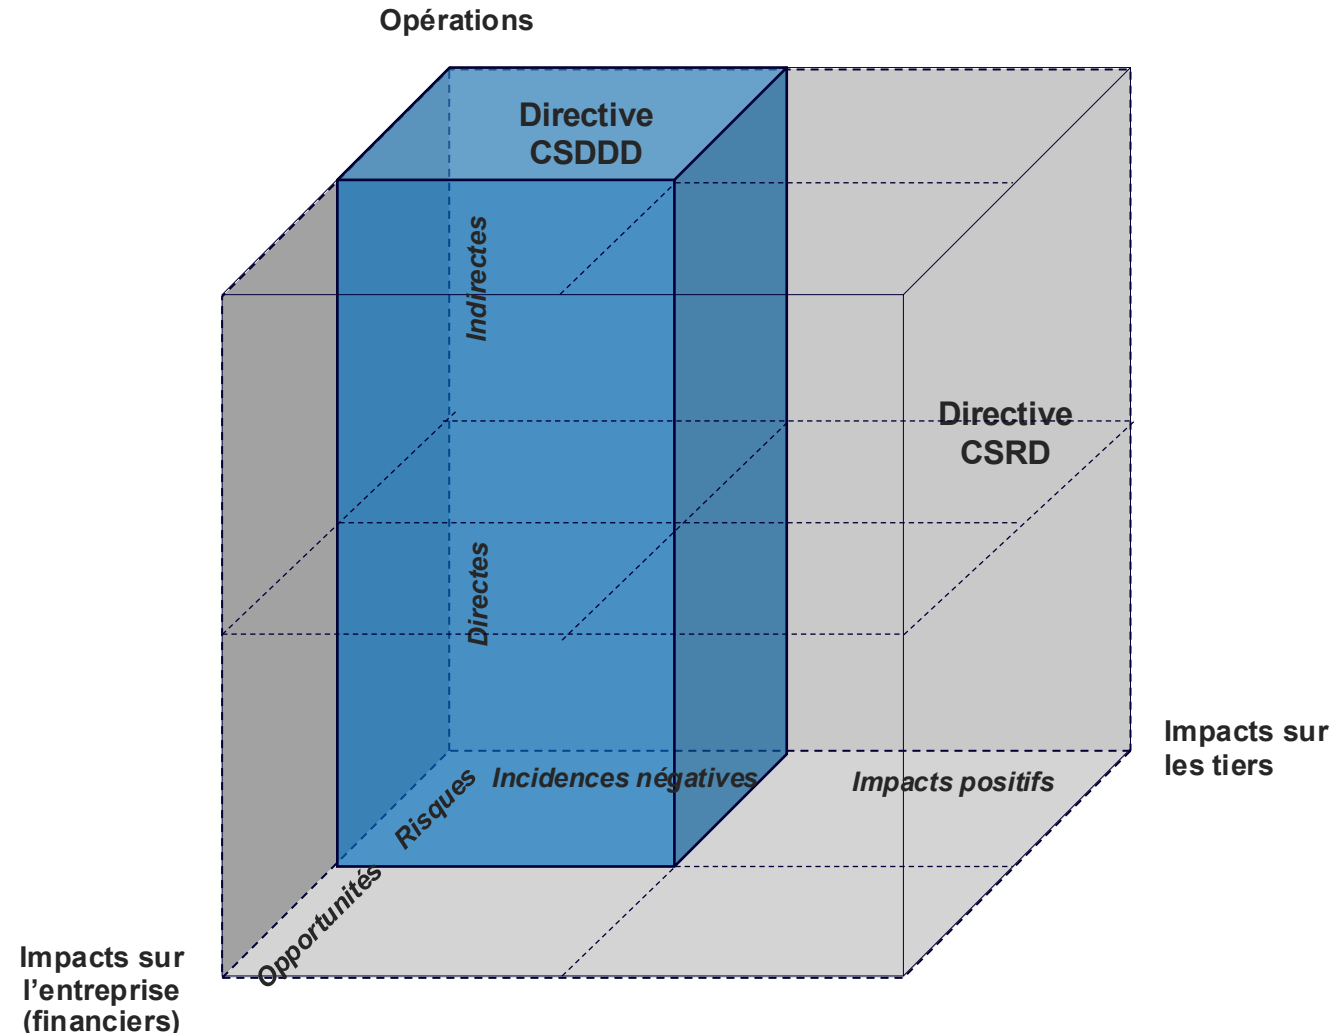 Opérations
Directive
CSDDD
Indirectes
Directive
CSRD
Directes
Impacts sur
les tiers
Incidences négatives
Impacts positifs
Risques
Opportunités
Impacts sur
l’entreprise
(financiers)